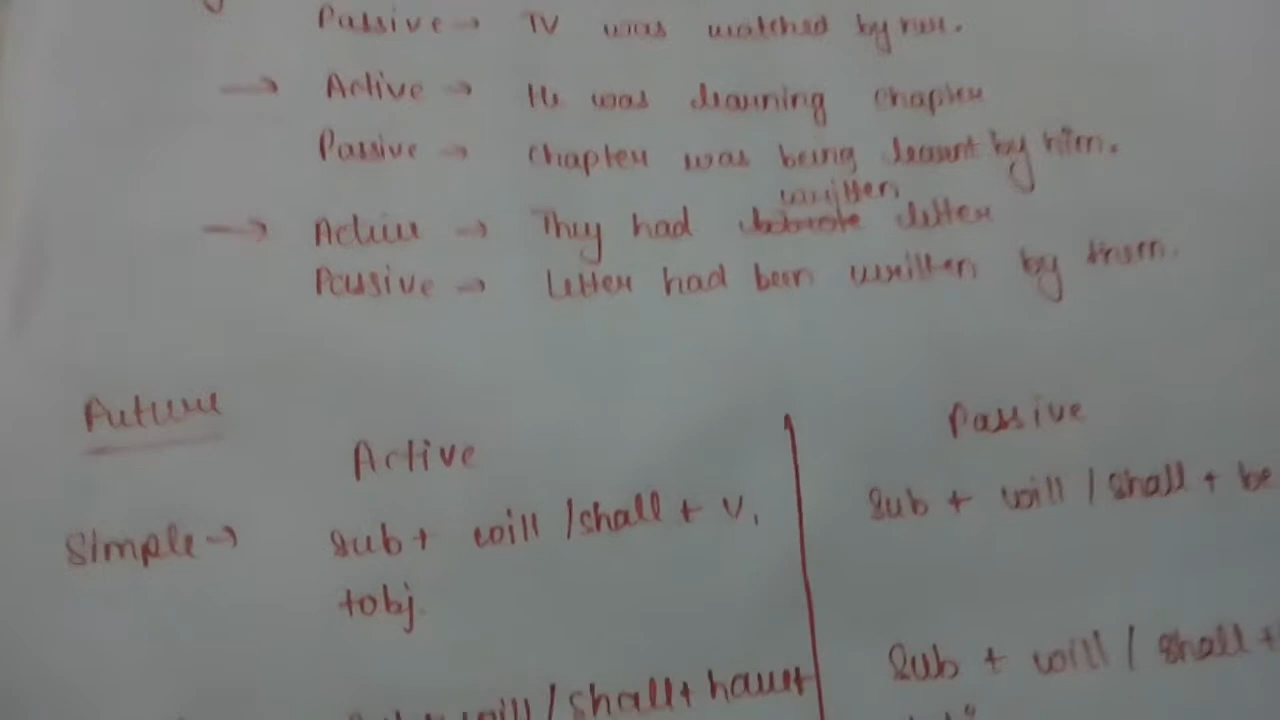 Passive → TV was watched by me.
→ Active → He was learning chapter
Passive → chapter was being learnt by him.
written
→ Active → They had letter
Passive → letter had been written by them.
Future
Active
Passive
Simple → Sub + will / shall + V1
+ obj.
Sub + will / shall + be
will / shall + have +
Sub + will / shall +